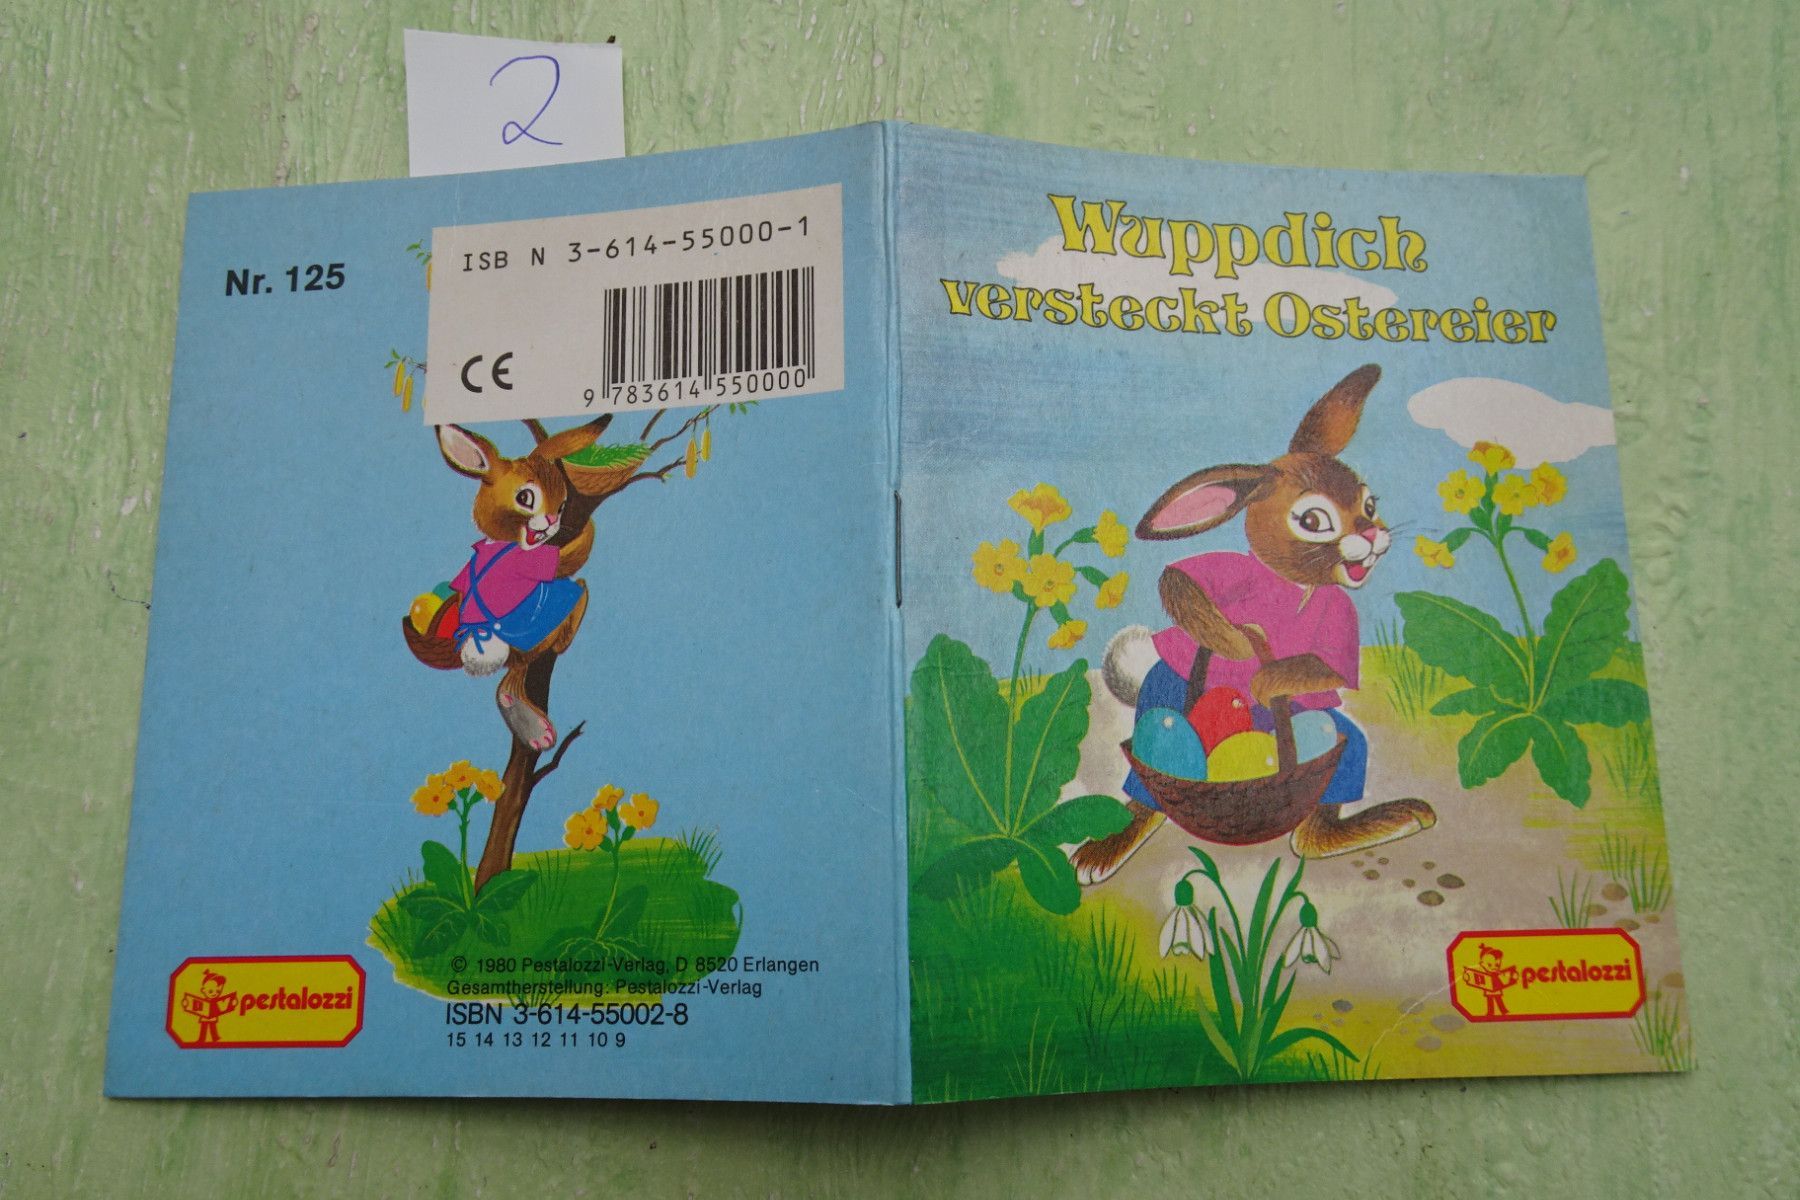 2
Nr. 125
ISB N 3-614-55000-1
CE
9 783614 550000
pestalozzi
© 1980 Pestalozzi-Verlag, D 8520 Erlangen
Gesamtherstellung: Pestalozzi-Verlag
ISBN 3-614-55002-8
15 14 13 12 11 10 9
Wuppdich
versteckt Ostereier
pestalozzi